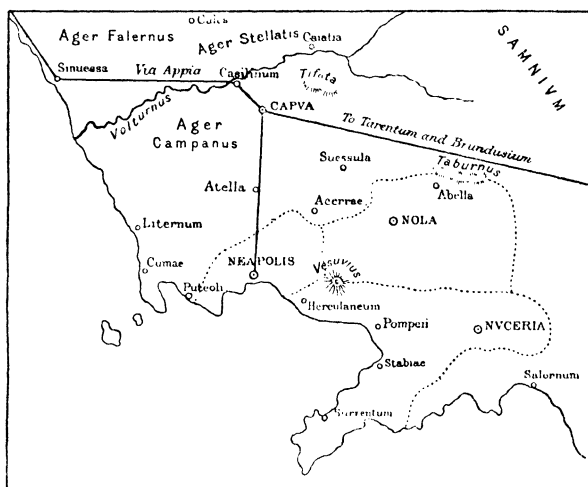 Cales
Ager Falernus
Ager Stellatis
Caiatia
SAMNIVM
Sinuessa
Via Appia
Casilinum
Tifata
CAPVA
Volturnus
Ager
Campanus
To Tarentum and Brundusium
Suessula
Taburnus
Atella
Abella
Acerrae
NOLA
Liternum
Cumae
NEAPOLIS
Vesuvius
Puteoli
Herculaneum
Pompeii
NVCERIA
Stabiae
Salernum
Surrentum